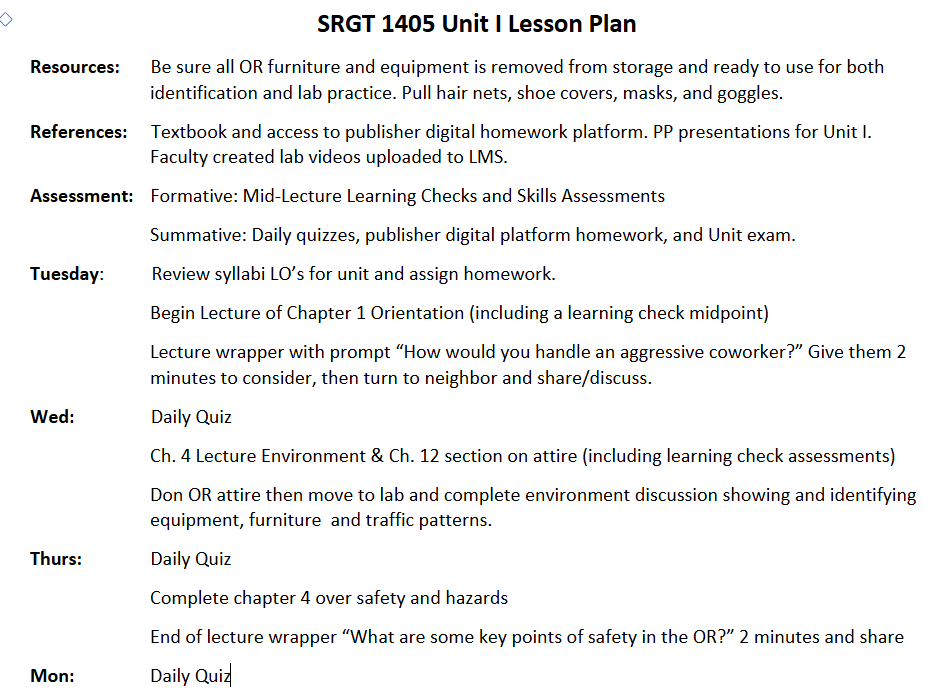 SRGT 1405 Unit I Lesson Plan
Resources: Be sure all OR furniture and equipment is removed from storage and ready to use for both
identification and lab practice. Pull hair nets, shoe covers, masks, and goggles.
References: Textbook and access to publisher digital homework platform. PP presentations for Unit I.
Faculty created lab videos uploaded to LMS.
Assessment: Formative: Mid-Lecture Learning Checks and Skills Assessments
Summative: Daily quizzes, publisher digital platform homework, and Unit exam.
Tuesday: Review syllabi LO’s for unit and assign homework.
Begin Lecture of Chapter 1 Orientation (including a learning check midpoint)
Lecture wrapper with prompt “How would you handle an aggressive coworker?” Give them 2
minutes to consider, then turn to neighbor and share/discuss.
Wed: Daily Quiz
Ch. 4 Lecture Environment & Ch. 12 section on attire (including learning check assessments)
Don OR attire then move to lab and complete environment discussion showing and identifying
equipment, furniture and traffic patterns.
Thurs: Daily Quiz
Complete chapter 4 over safety and hazards
End of lecture wrapper “What are some key points of safety in the OR?” 2 minutes and share
Mon: Daily Quiz